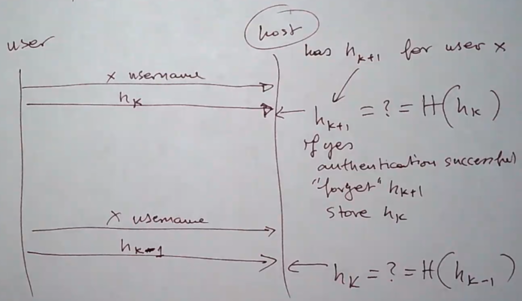 user
host
has h_{k+1} for user x
x username
h_k
h_{k+1} = ? = H(h_k)
If yes
authentication successful
"forget" h_{k+1}
store h_k
x username
h_{k-1}
h_k = ? = H(h_{k-1})